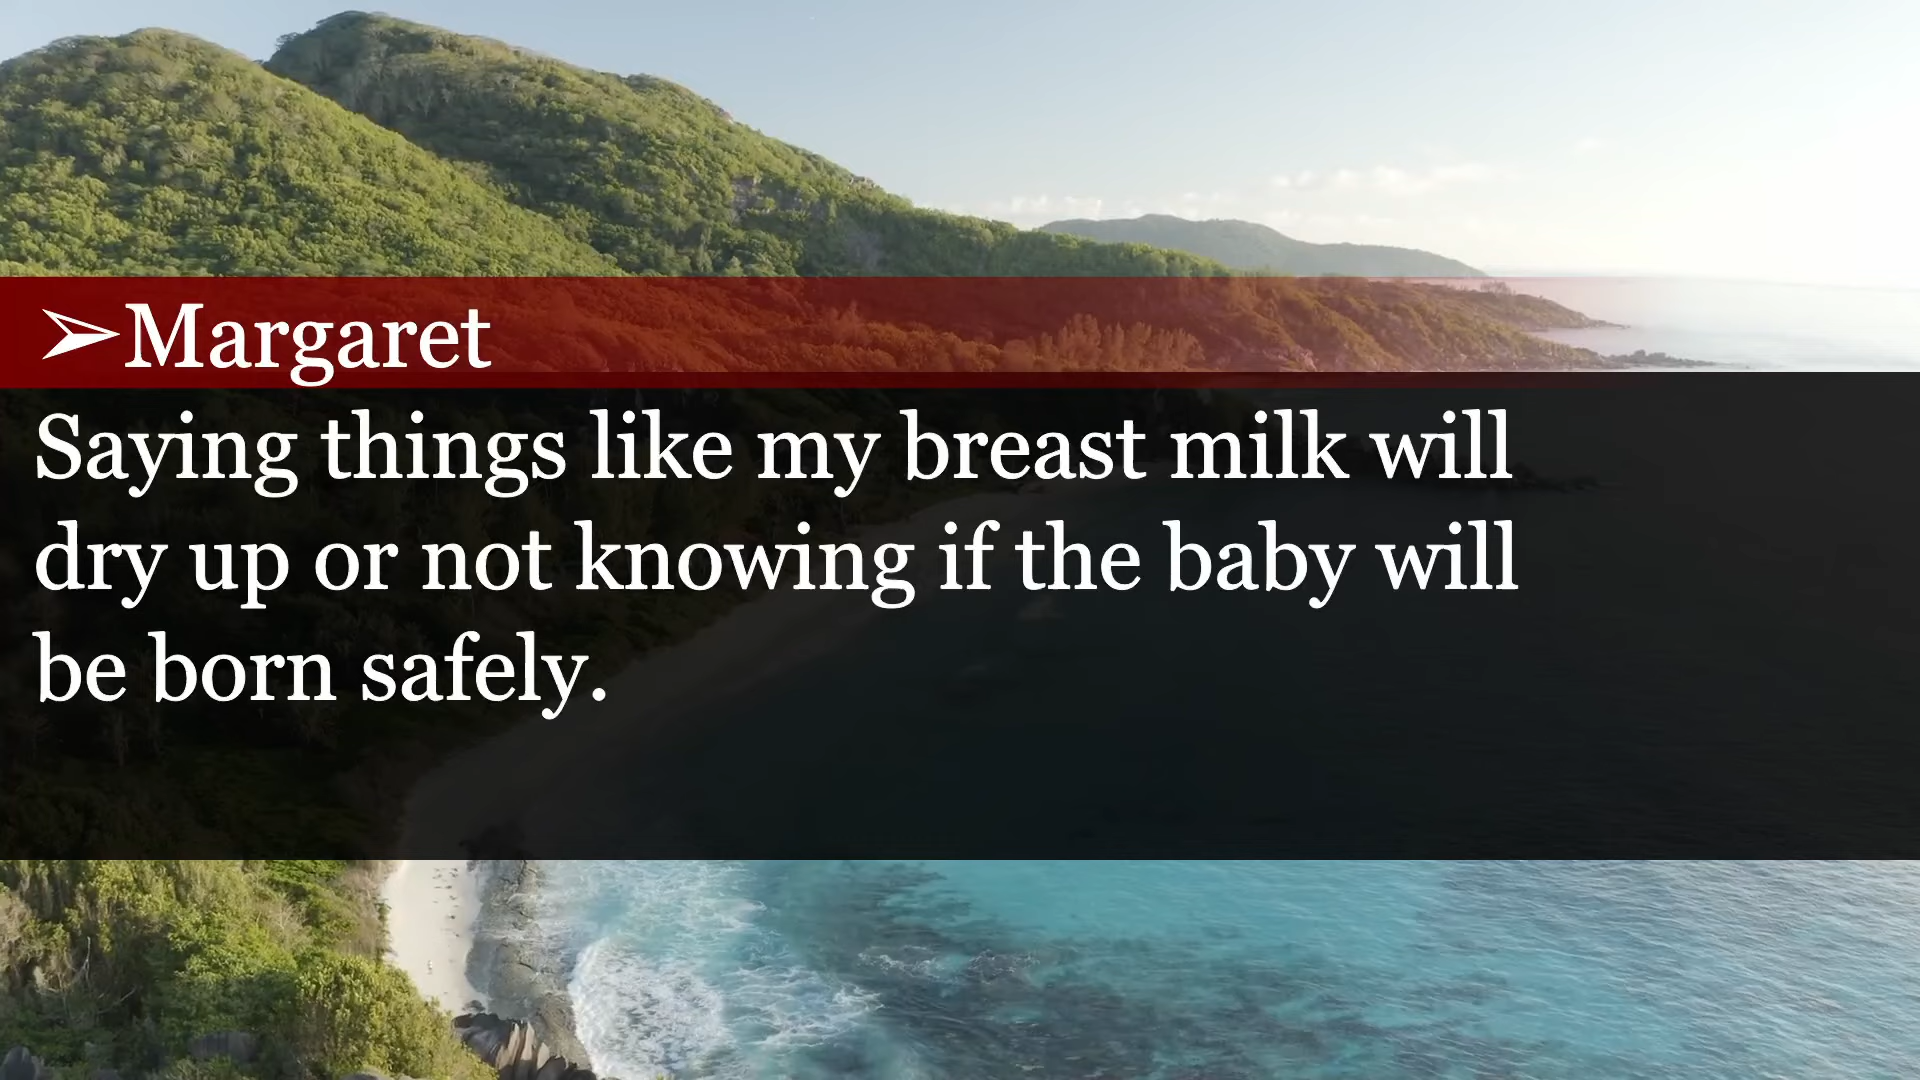 ➢Margaret
Saying things like my breast milk will
dry up or not knowing if the baby will
be born safely.